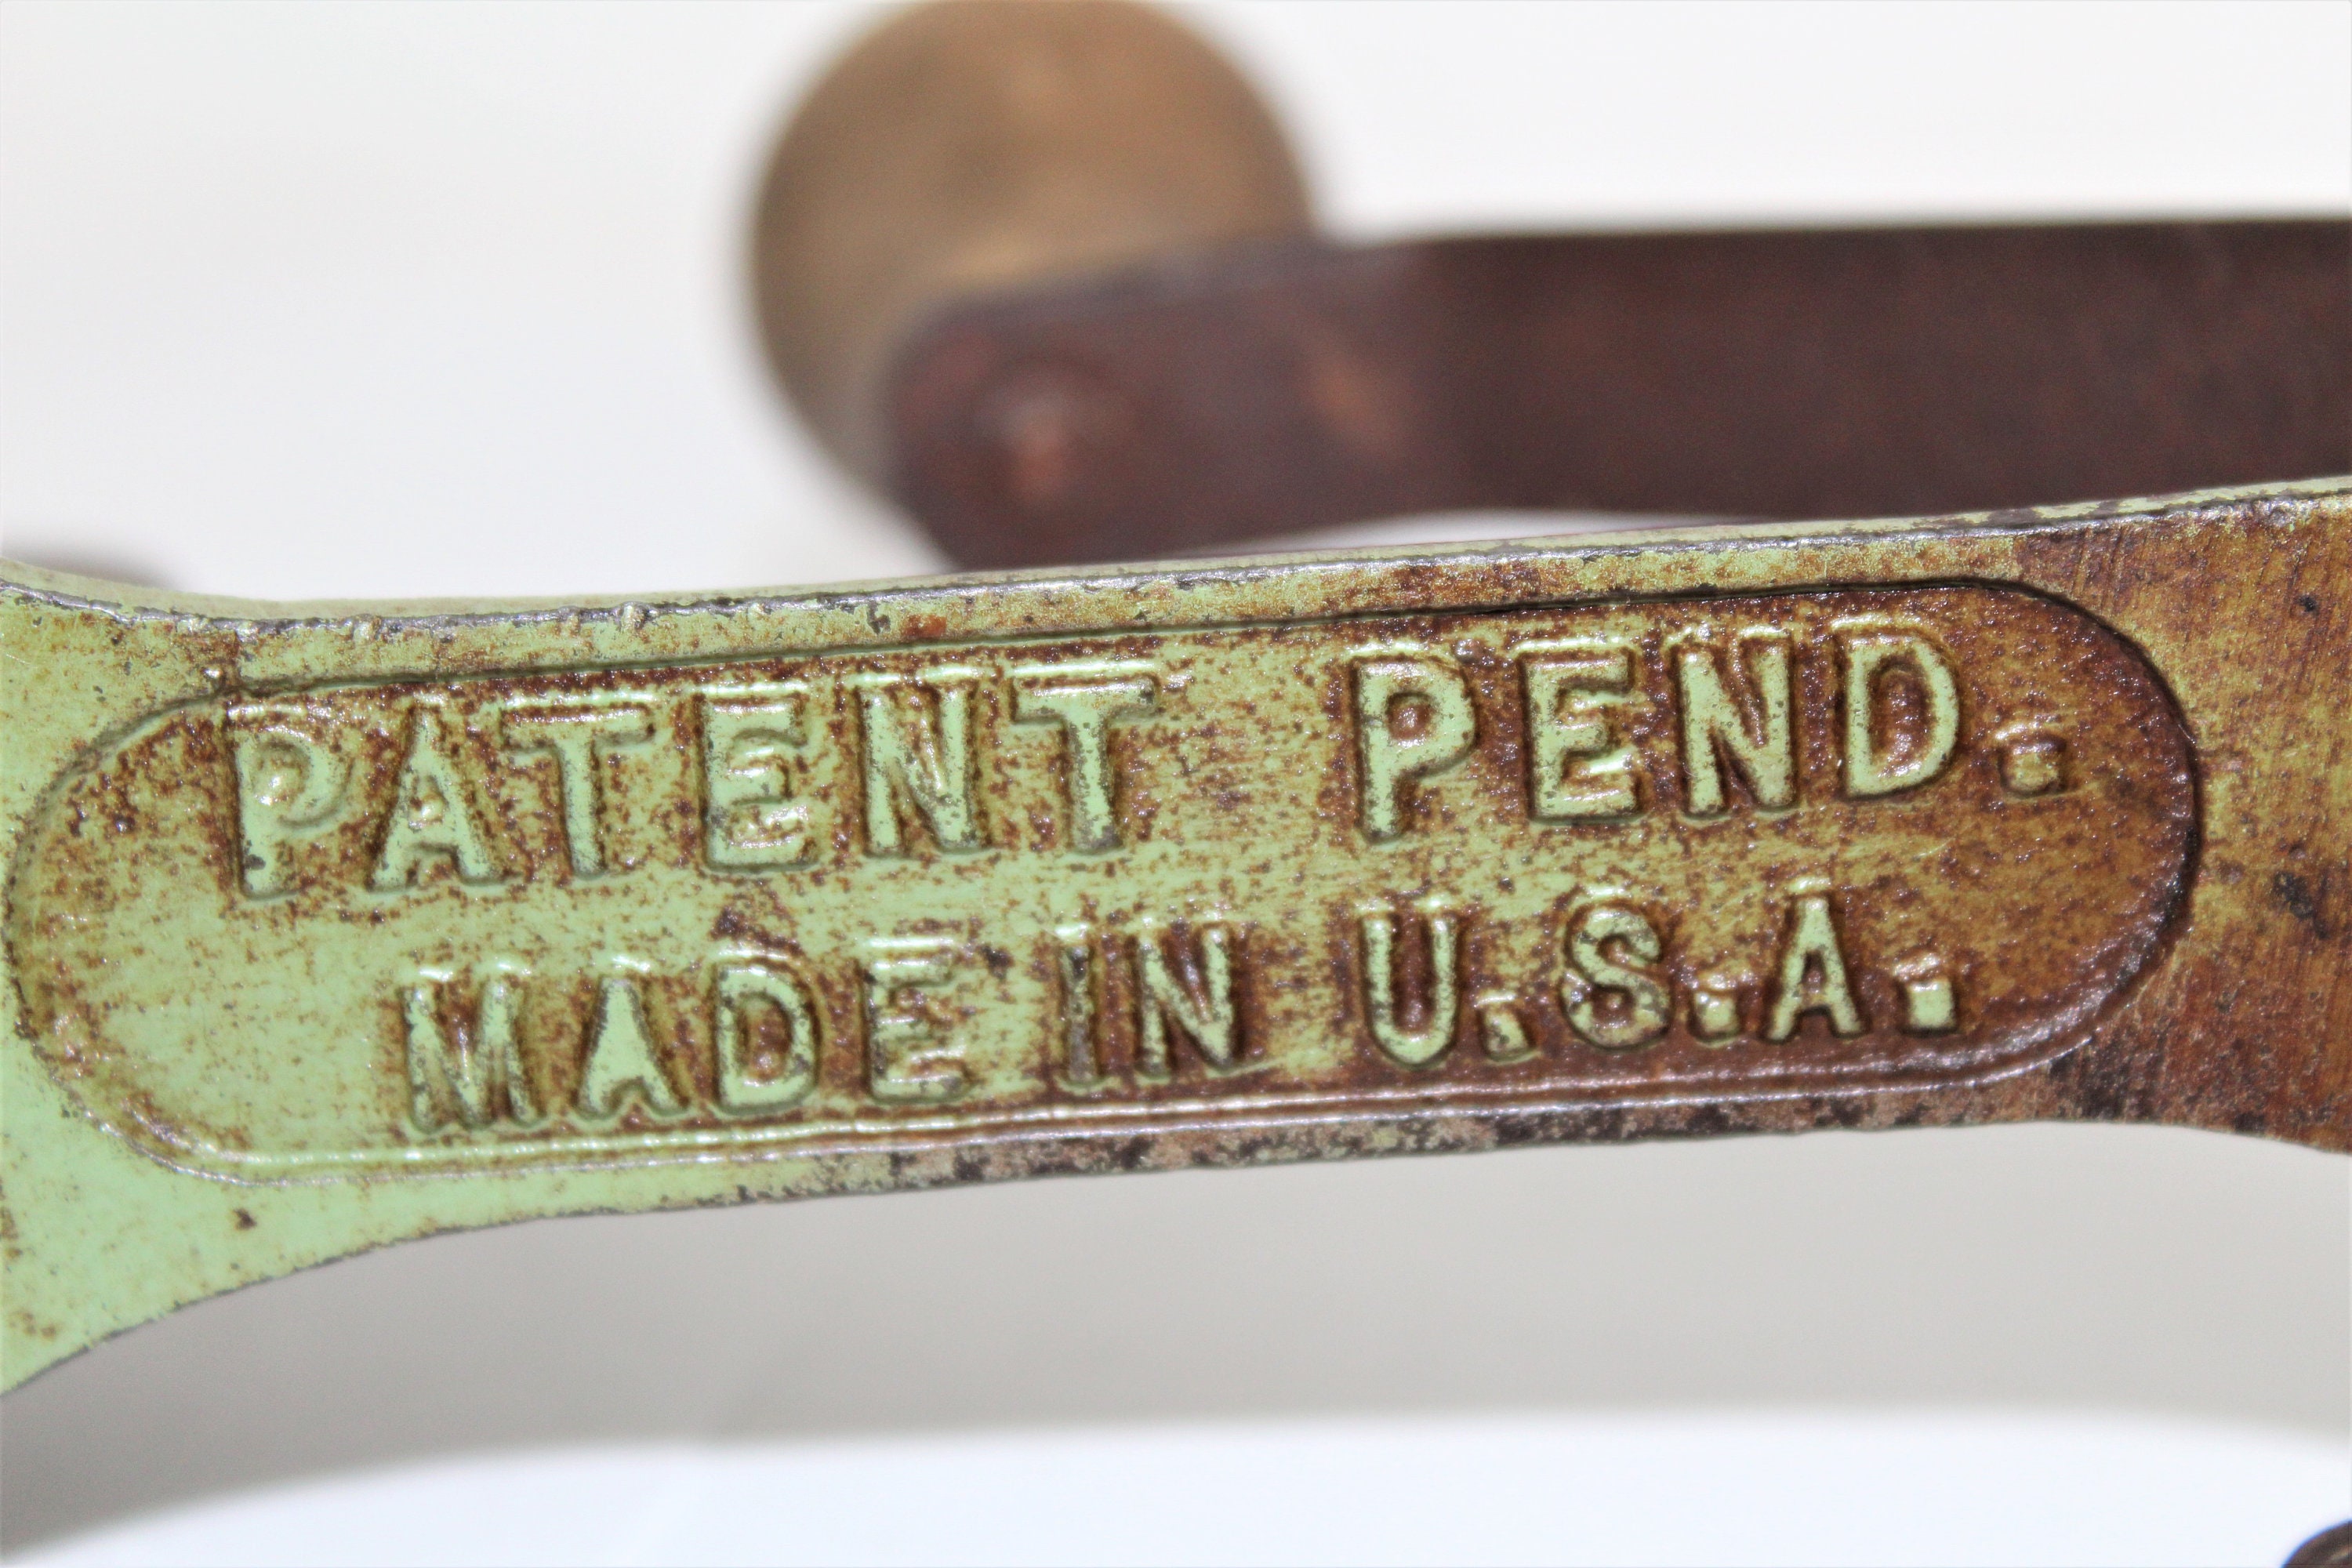 PATENT PEND.
MADE IN U.S.A.